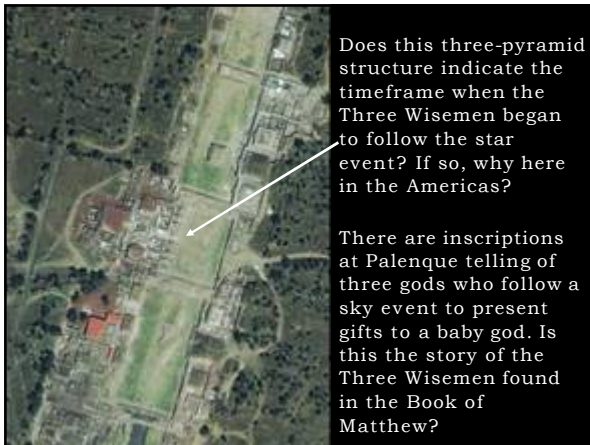 Does this three-pyramid
structure indicate the
timeframe when the
Three Wisemen began
to follow the star
event? If so, why here
in the Americas?
There are inscriptions
at Palenque telling of
three gods who follow a
sky event to present
gifts to a baby god. Is
this the story of the
Three Wisemen found
in the Book of
Matthew?